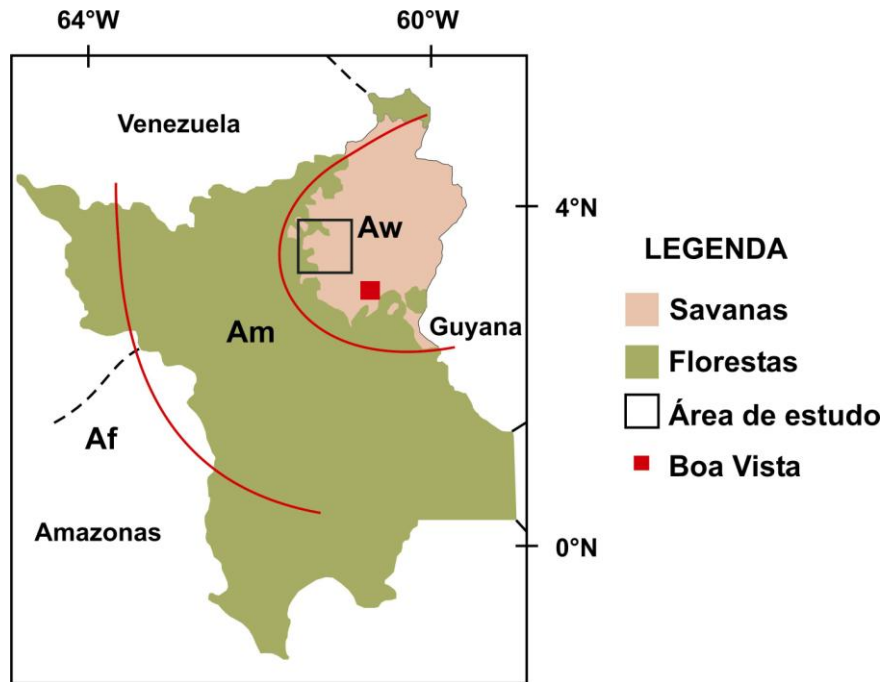 64°W
60°W
Venezuela
4°N
Aw
LEGENDA
Savanas
Guyana
Am
Florestas
Área de estudo
Af
Boa Vista
Amazonas
0°N